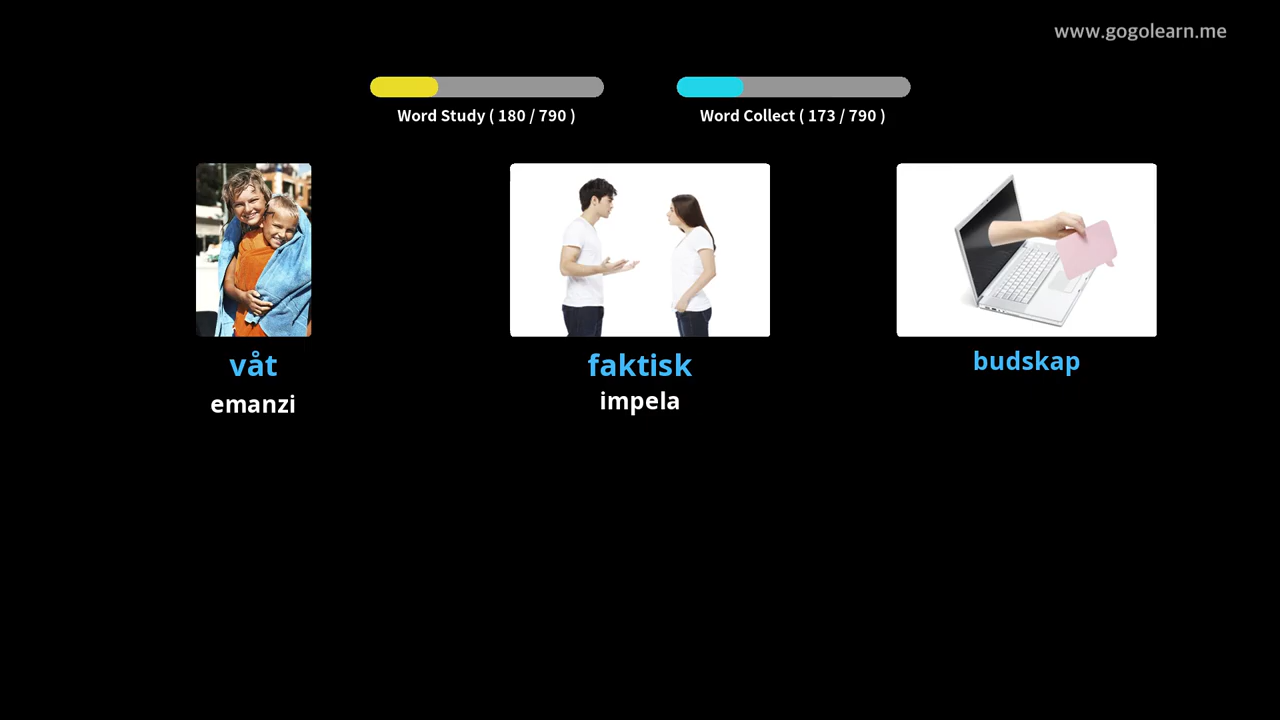 www.gogolearn.me
Word Study ( 180 / 790 )
Word Collect ( 173 / 790 )
våt
emanzi
faktisk
impela
budskap